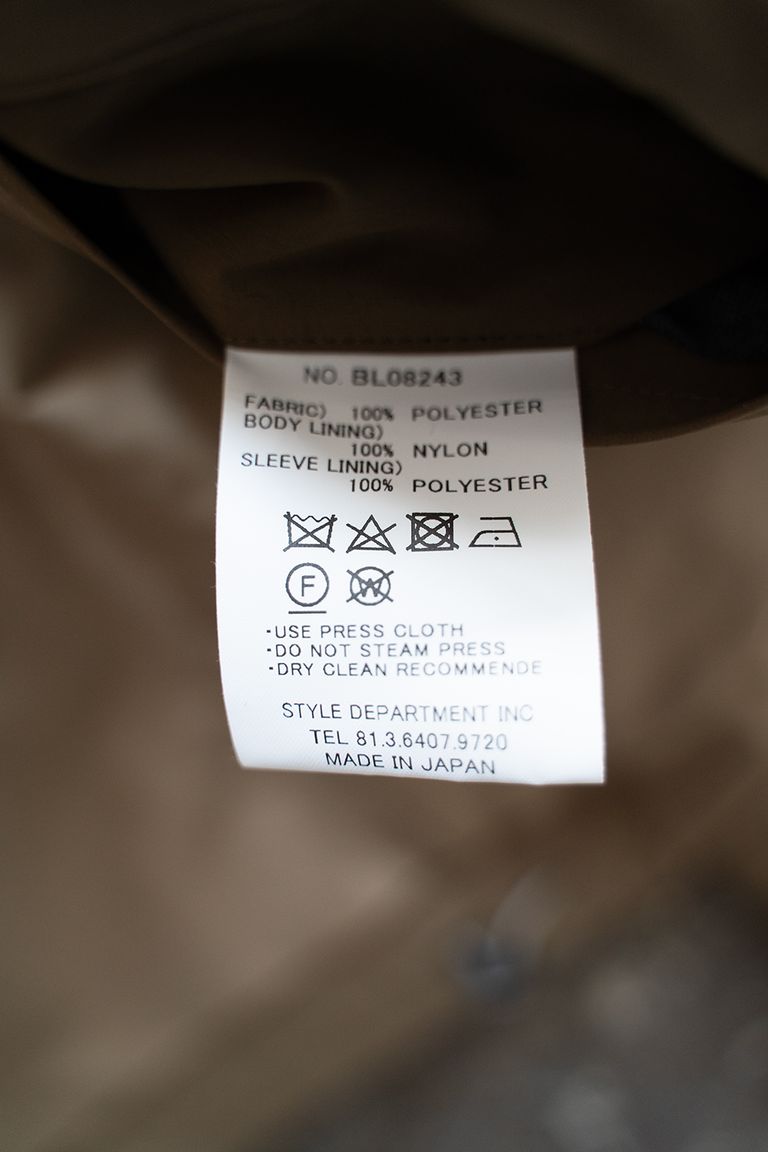 NO. BL08243
FABRIC) 100% POLYESTER
BODY LINING)
100% NYLON
SLEEVE LINING)
100% POLYESTER
F W
·USE PRESS CLOTH
·DO NOT STEAM PRESS
·DRY CLEAN RECOMMENDE
STYLE DEPARTMENT INC
TEL 81.3.6407.9720
MADE IN JAPAN